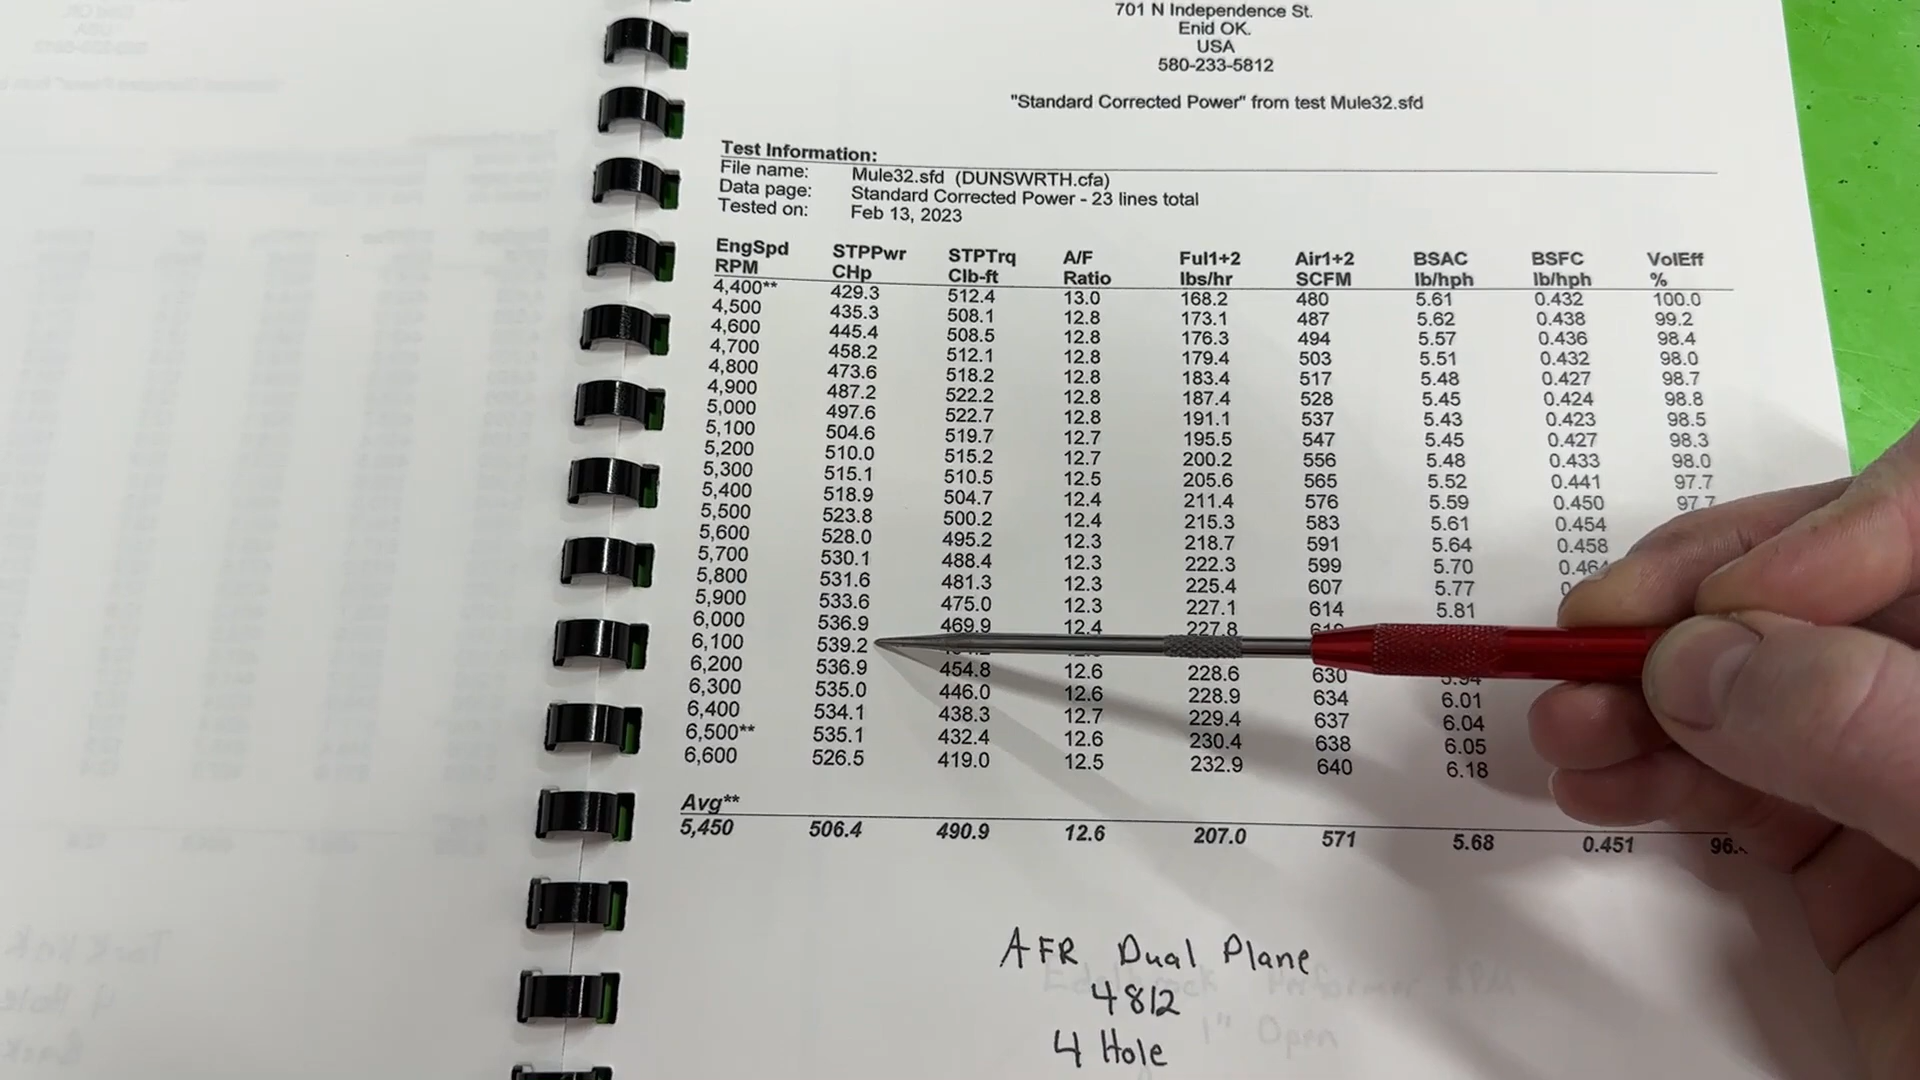 701 N Independence St.
Enid OK.
USA
580-233-5812
"Standard Corrected Power" from test Mule32.sfd
Test Information:
File name: Mule32.sfd (DUNSWRTH.cfa)
Data page: Standard Corrected Power - 23 lines total
Tested on: Feb 13, 2023
EngSpd STPPwr STPTrq A/F Ful1+2 Air1+2 BSAC BSFC VolEff
RPM CHp Clb-ft Ratio lbs/hr SCFM lb/hph lb/hph %
4,400** 429.3 512.4 13.0 168.2 480 5.61 0.432 100.0
4,500 435.3 508.1 12.8 173.1 487 5.62 0.438 99.2
4,600 445.4 508.5 12.8 176.3 494 5.57 0.436 98.4
4,700 458.2 512.1 12.8 179.4 503 5.51 0.432 98.0
4,800 473.6 518.2 12.8 183.4 517 5.48 0.427 98.7
4,900 487.2 522.2 12.8 187.4 528 5.45 0.424 98.8
5,000 497.6 522.7 12.8 191.1 537 5.43 0.423 98.5
5,100 504.6 519.7 12.7 195.5 547 5.45 0.427 98.3
5,200 510.0 515.2 12.7 200.2 556 5.48 0.433 98.0
5,300 515.1 510.5 12.5 205.6 565 5.52 0.441 97.7
5,400 518.9 504.7 12.4 211.4 576 5.59 0.450 97.7
5,500 523.8 500.2 12.4 215.3 583 5.61 0.454
5,600 528.0 495.2 12.3 218.7 591 5.64 0.458
5,700 530.1 488.4 12.3 222.3 599 5.70 0.464
5,800 531.6 481.3 12.3 225.4 607 5.77
5,900 533.6 475.0 12.3 227.1 614 5.81
6,000 536.9 469.9 12.4 227.8
6,100 539.2
6,200 536.9 454.8 12.6 228.6 630 5.94
6,300 535.0 446.0 12.6 228.9 634 6.01
6,400 534.1 438.3 12.7 229.4 637 6.04
6,500** 535.1 432.4 12.6 230.4 638 6.05
6,600 526.5 419.0 12.5 232.9 640 6.18
Avg**
5,450 506.4 490.9 12.6 207.0 571 5.68 0.451
AFR Dual Plane
4812
4 Hole